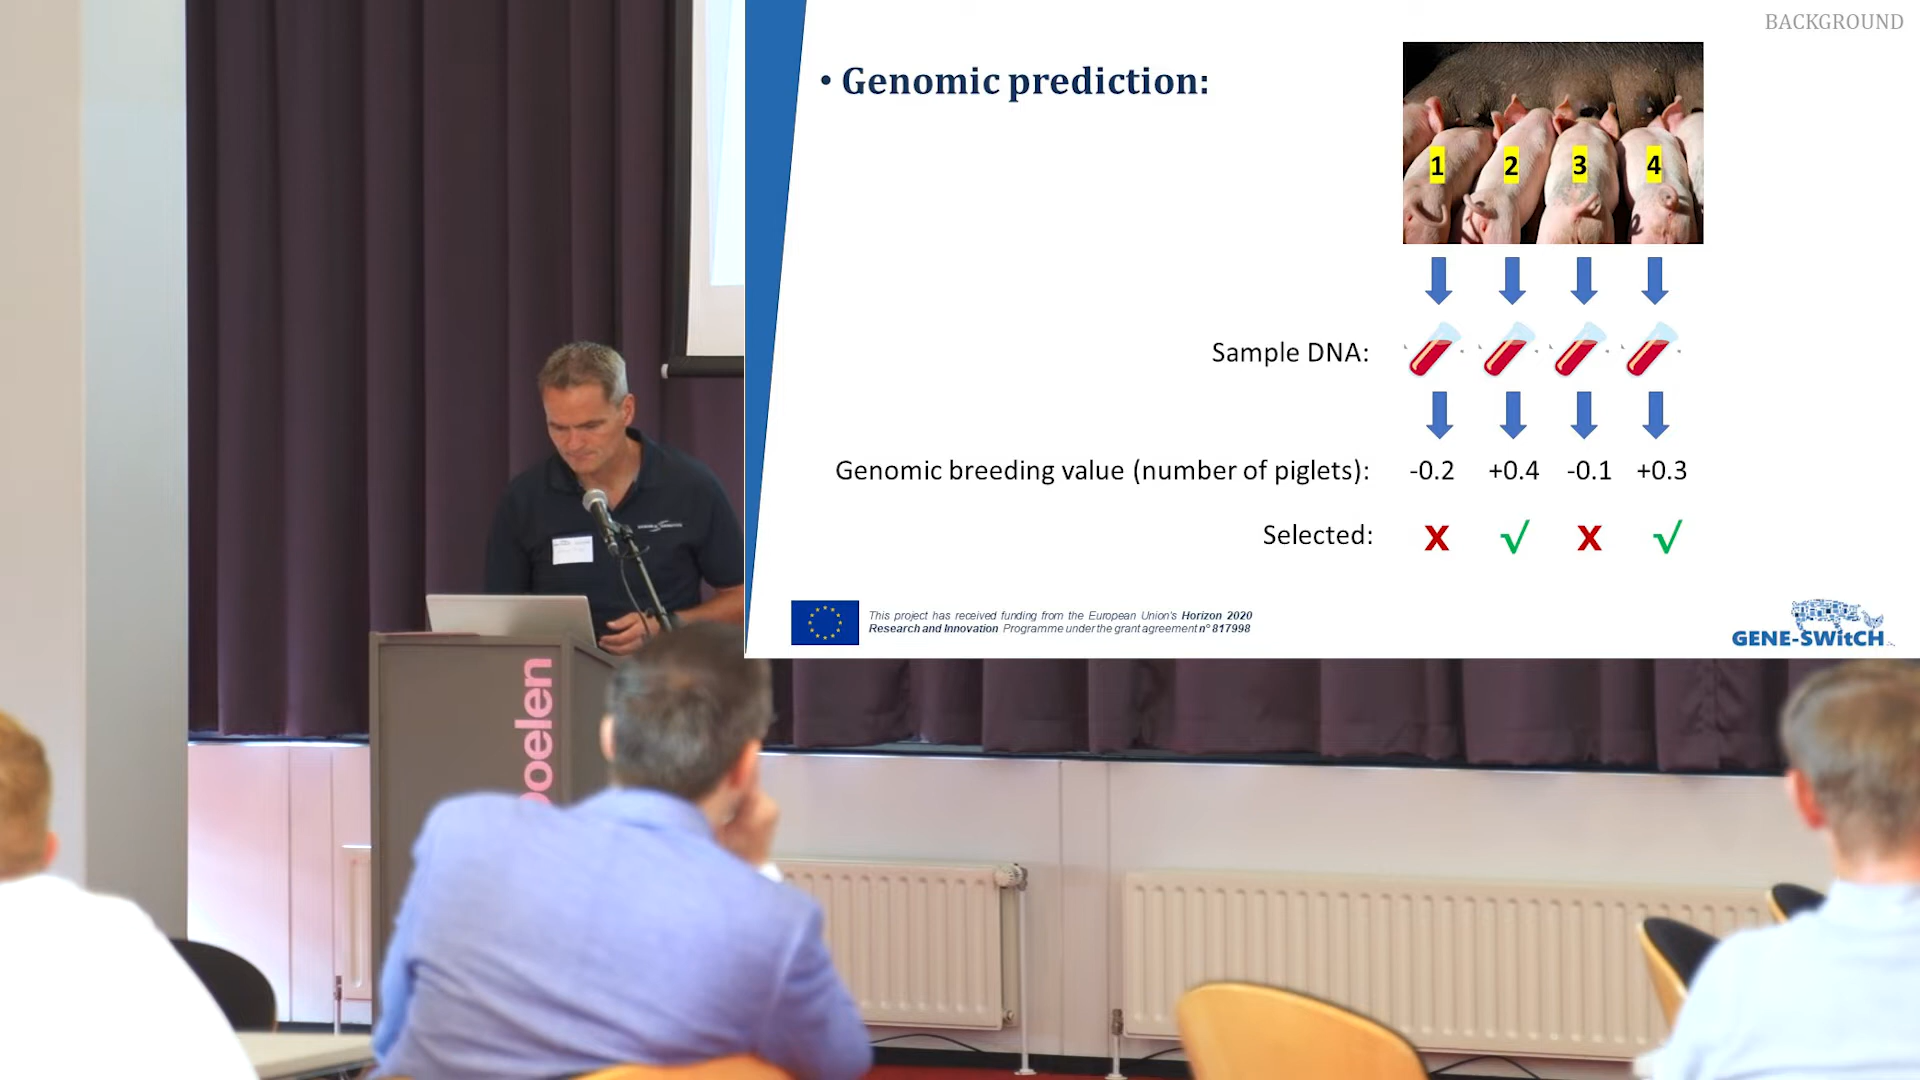 BACKGROUND
• Genomic prediction:
1 2 3 4
Sample DNA:
Genomic breeding value (number of piglets): -0.2 +0.4 -0.1 +0.3
Selected: X √ X √
This project has received funding from the European Union's Horizon 2020
Research and Innovation Programme under the grant agreement n° 817998
GENE-SWitCH
poelen